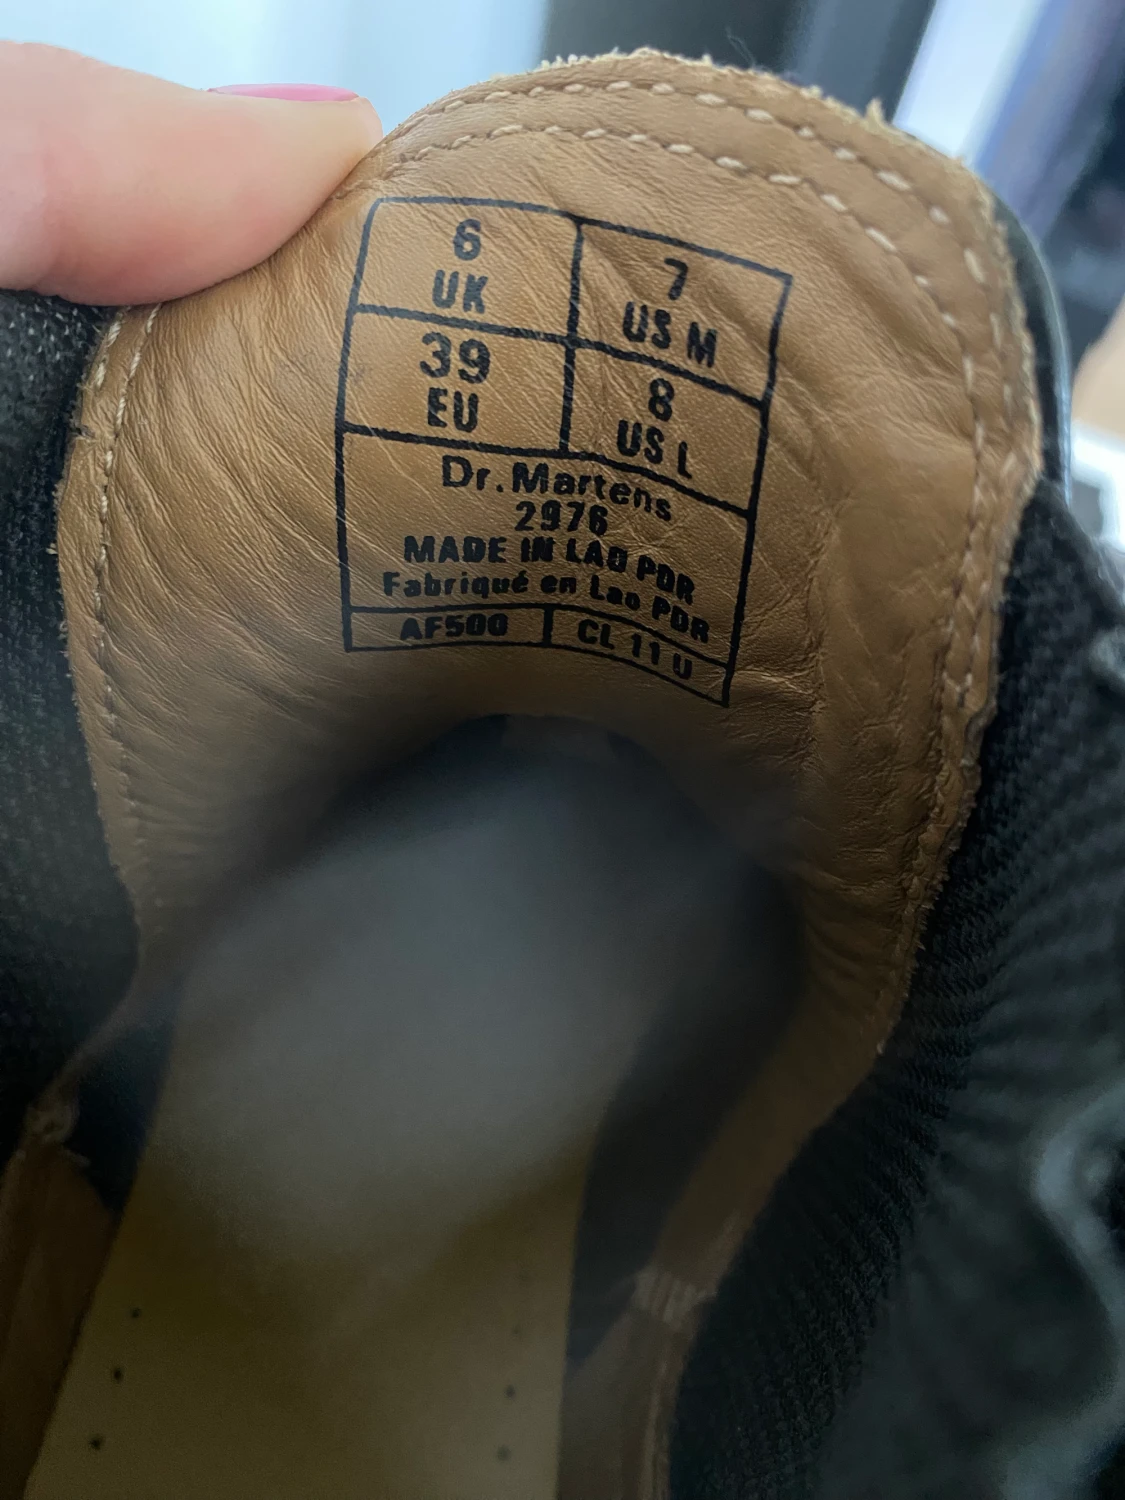 6 7
UK US M
39 8
EU US L
Dr.Martens
2976
MADE IN LAO PDR
Fabriqué en Lao PDR
AF500 CL 11 U